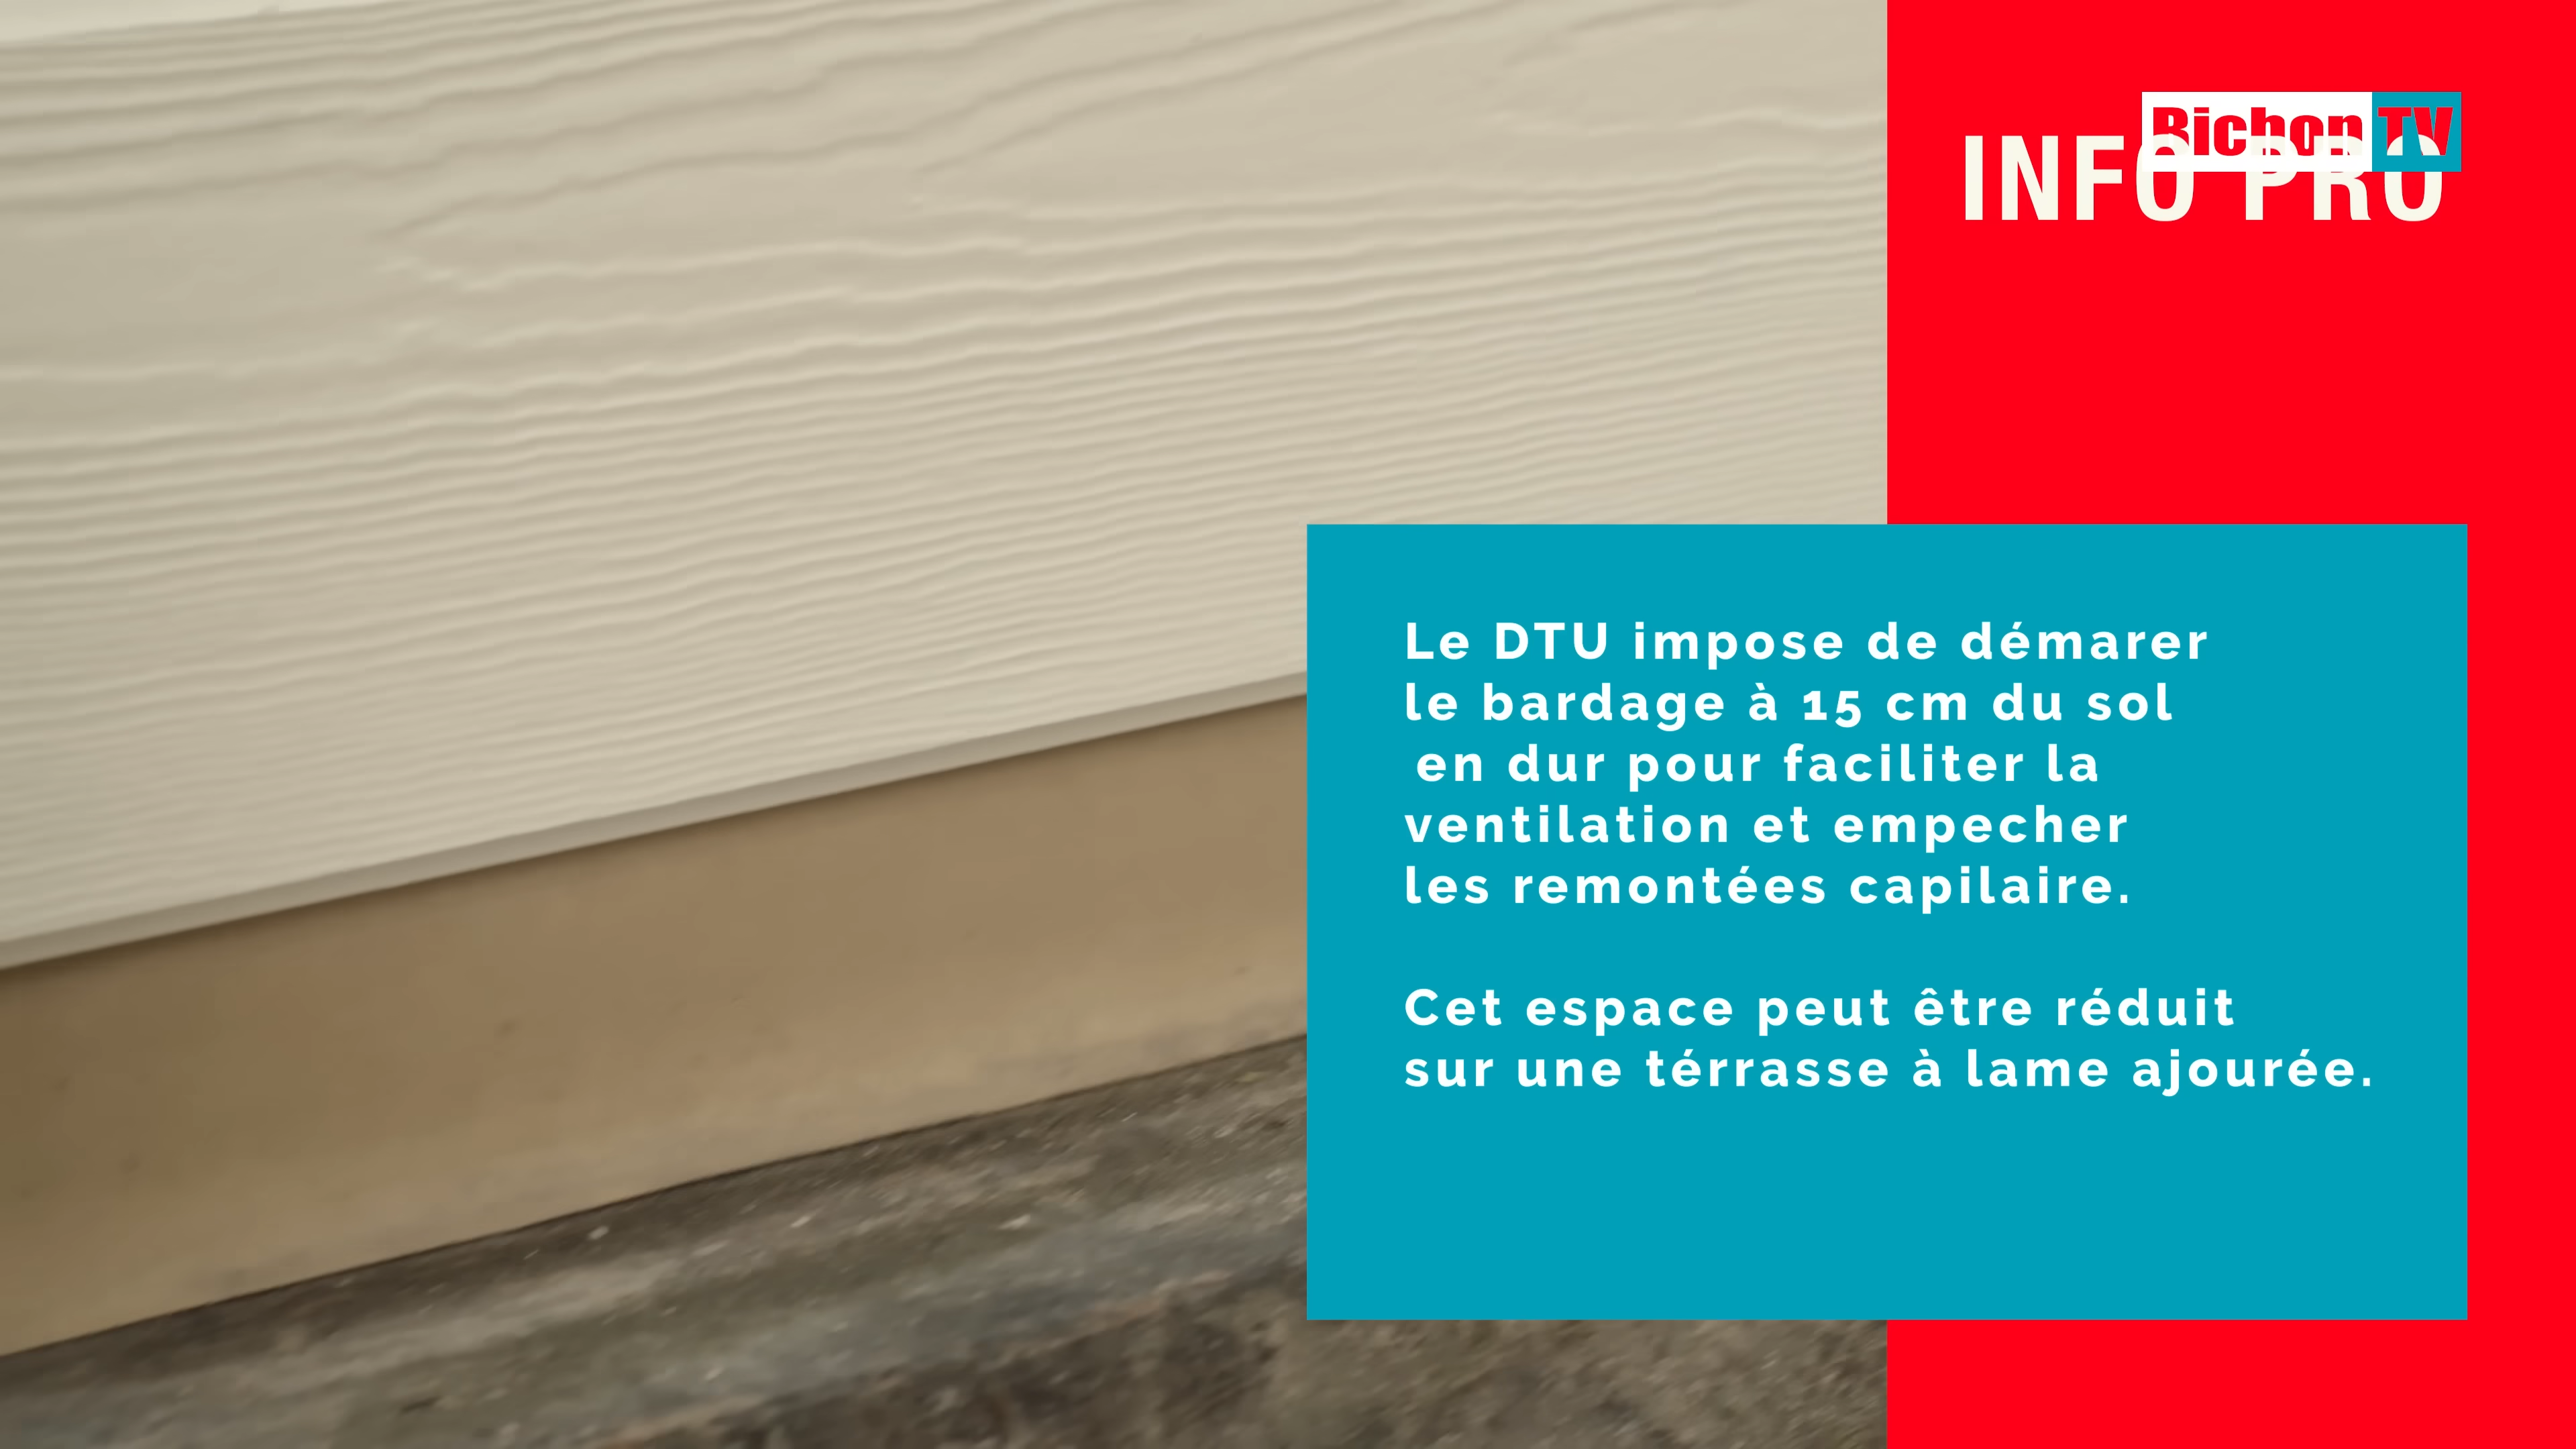 Bichon TV
INFO PRO
Le DTU impose de démarer
le bardage à 15 cm du sol
en dur pour faciliter la
ventilation et empecher
les remontées capilaire.
Cet espace peut être réduit
sur une térrasse à lame ajourée.